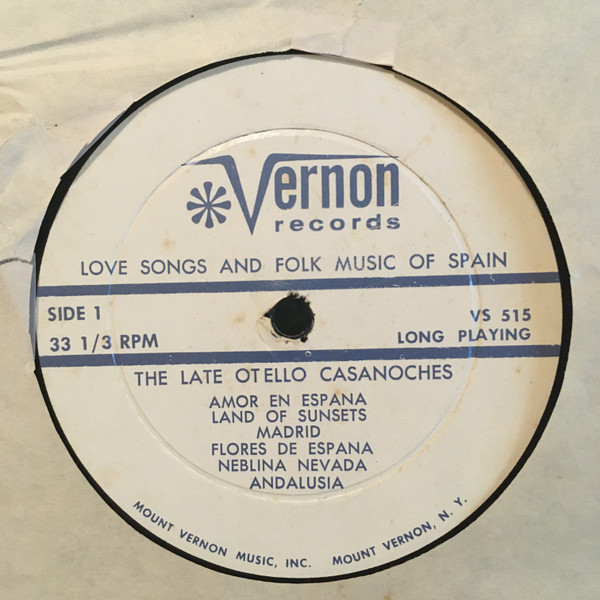 Vernon
records
LOVE SONGS AND FOLK MUSIC OF SPAIN
SIDE 1
VS 515
33 1/3 RPM
LONG PLAYING
THE LATE OTELLO CASANOCHES
AMOR EN ESPANA
LAND OF SUNSETS
MADRID
FLORES DE ESPANA
NEBLINA NEVADA
ANDALUSIA
MOUNT VERNON MUSIC, INC. MOUNT VERNON, N. Y.